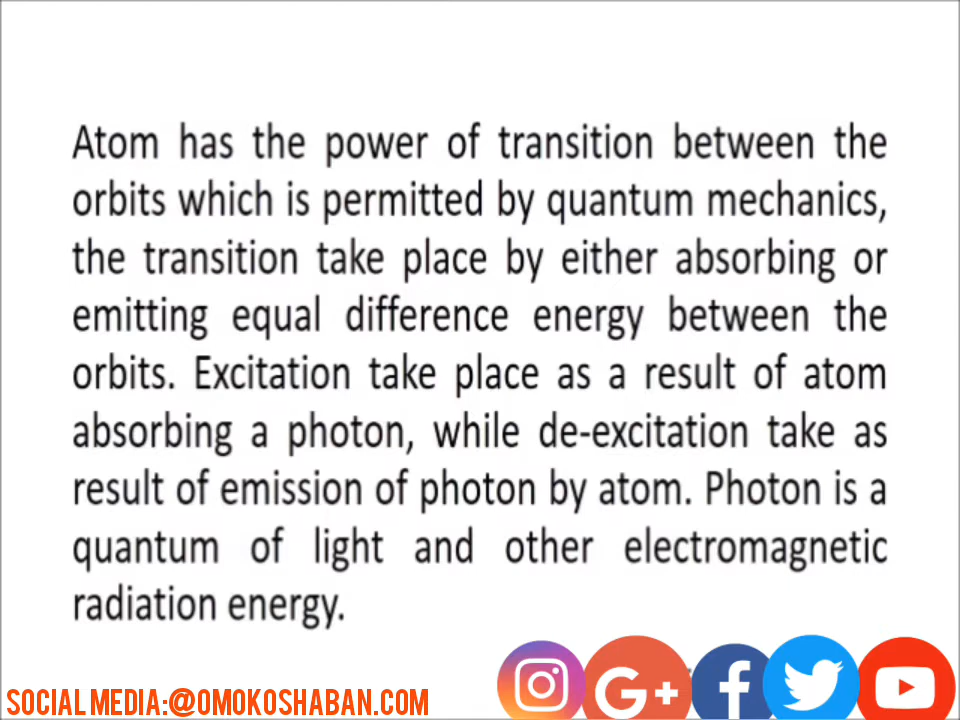 Atom has the power of transition between the
orbits which is permitted by quantum mechanics,
the transition take place by either absorbing or
emitting equal difference energy between the
orbits. Excitation take place as a result of atom
absorbing a photon, while de-excitation take as
result of emission of photon by atom. Photon is a
quantum of light and other electromagnetic
radiation energy.
G+
f
SOCIAL MEDIA:@OMOKOSHABAN.COM